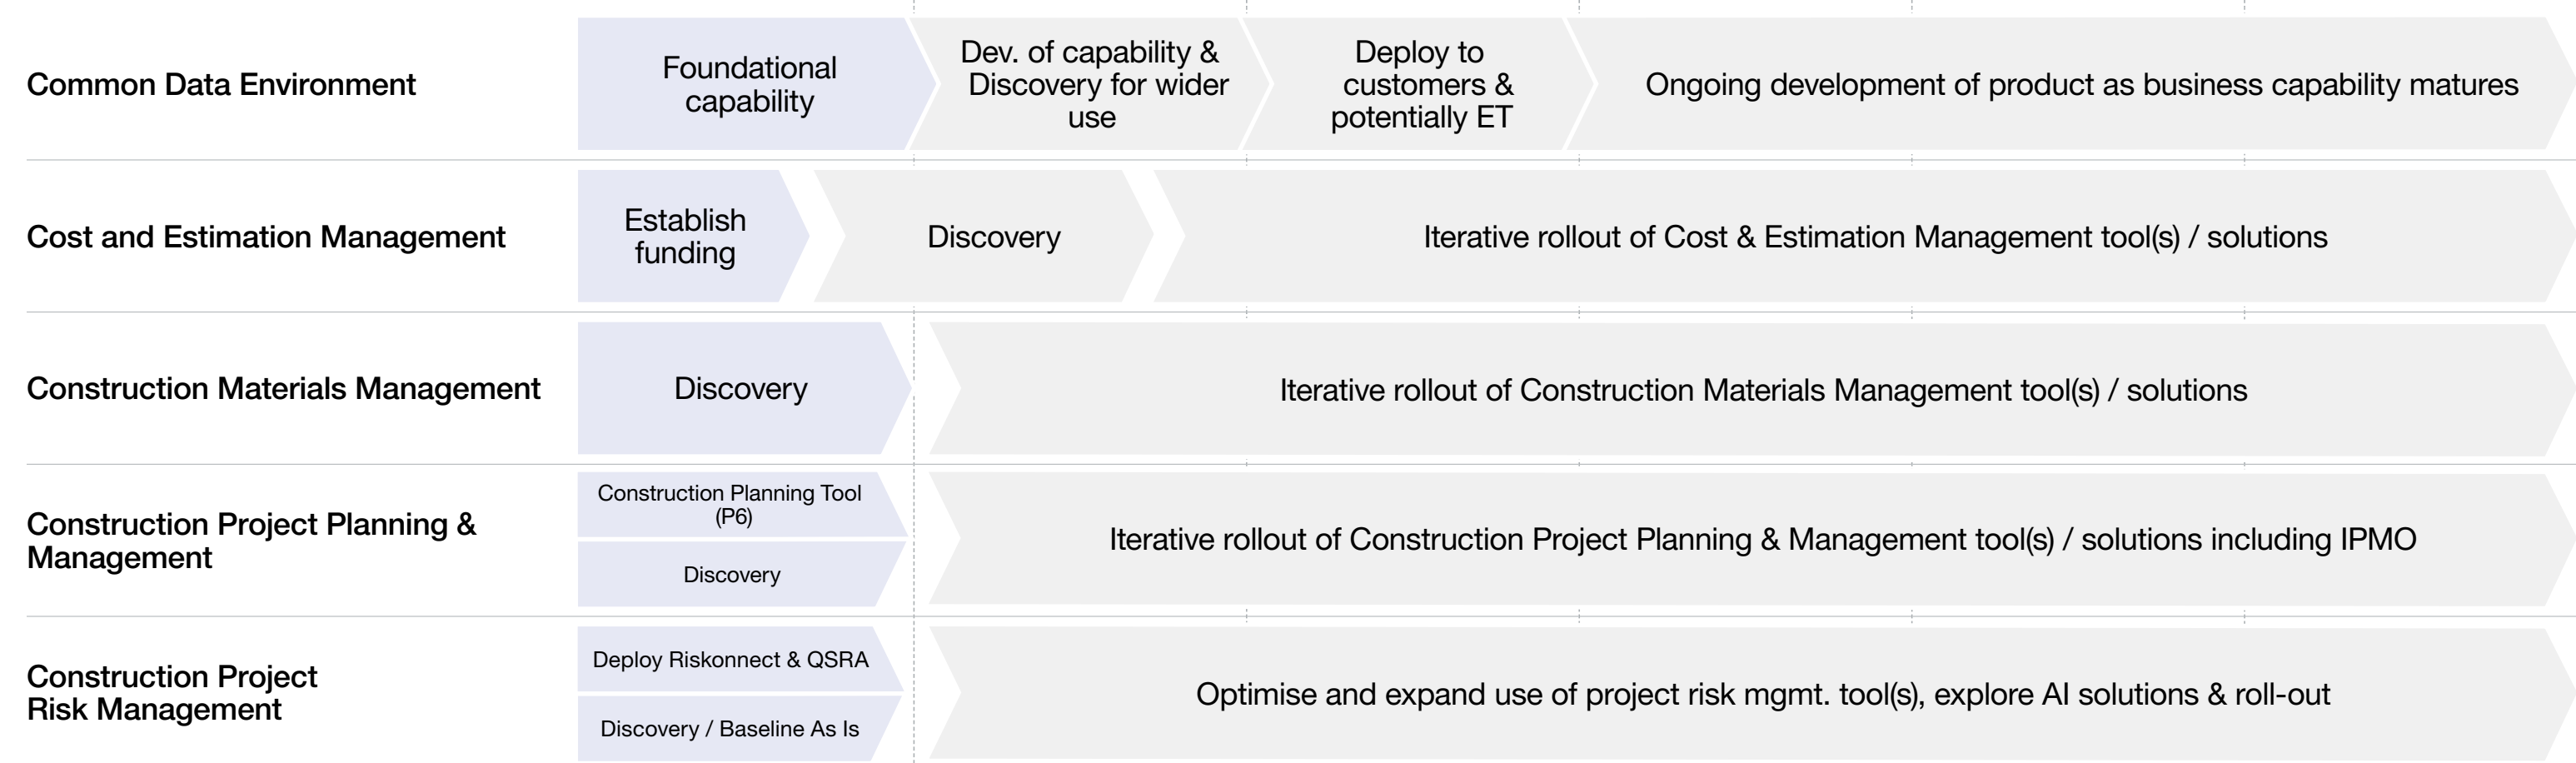 Common Data Environment
Foundational
capability
Dev. of capability &
Discovery for wider
use
Deploy to
customers &
potentially ET
Ongoing development of product as business capability matures
Cost and Estimation Management
Establish
funding
Discovery
Iterative rollout of Cost & Estimation Management tool(s) / solutions
Construction Materials Management
Discovery
Iterative rollout of Construction Materials Management tool(s) / solutions
Construction Project Planning &
Management
Construction Planning Tool
(P6)
Discovery
Iterative rollout of Construction Project Planning & Management tool(s) / solutions including IPMO
Construction Project
Risk Management
Deploy Riskonnect & QSRA
Discovery / Baseline As Is
Optimise and expand use of project risk mgmt. tool(s), explore AI solutions & roll-out